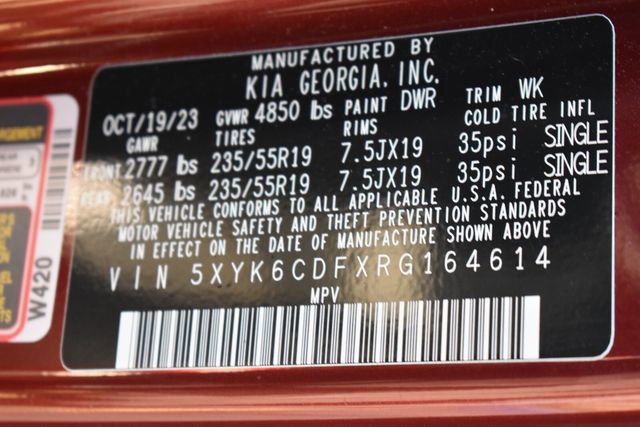 MANUFACTURED BY
KIA GEORGIA, INC.
OCT/19/23 GVWR 4850 lbs PAINT DWR TRIM WK
GAWR TIRES RIMS COLD TIRE INFL
FRONT 2777 lbs 235/55R19 7.5JX19 35psi SINGLE
REAR 2645 lbs 235/55R19 7.5JX19 35psi SINGLE
THIS VEHICLE CONFORMS TO ALL APPLICABLE U.S.A. FEDERAL
MOTOR VEHICLE SAFETY AND THEFT PREVENTION STANDARDS
IN EFFECT ON THE DATE OF MANUFACTURE SHOWN ABOVE
VIN 5XYK6CDFXRG164614
MPV
W420